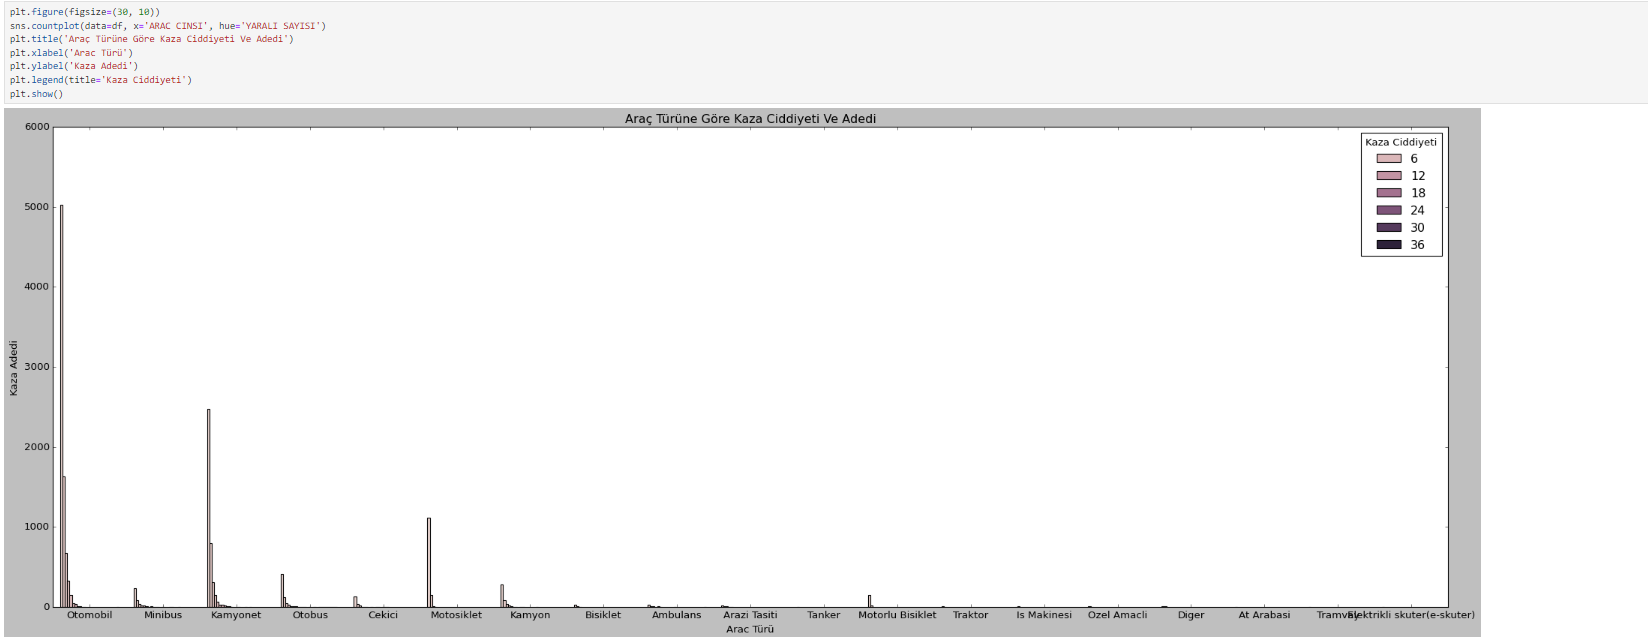 plt.figure(figsize=(30, 10))
sns.countplot(data=df, x='ARAC CINSI', hue='YARALI SAYISI')
plt.title('Araç Türüne Göre Kaza Ciddiyeti Ve Adedi')
plt.xlabel('Arac Türü')
plt.ylabel('Kaza Adedi')
plt.legend(title='Kaza Ciddiyeti')
plt.show()
Araç Türüne Göre Kaza Ciddiyeti Ve Adedi
Kaza Ciddiyeti
6
12
18
24
30
36
6000
5000
4000
3000
2000
1000
0
Kaza Adedi
Otomobil Minibus Kamyonet Otobus Cekici Motosiklet Kamyon Bisiklet Ambulans Arazi Tasiti Tanker Motorlu Bisiklet Traktor Is Makinesi Ozel Amacli Diger At Arabasi Tramvay Elektrikli skuter(e-skuter)
Arac Türü